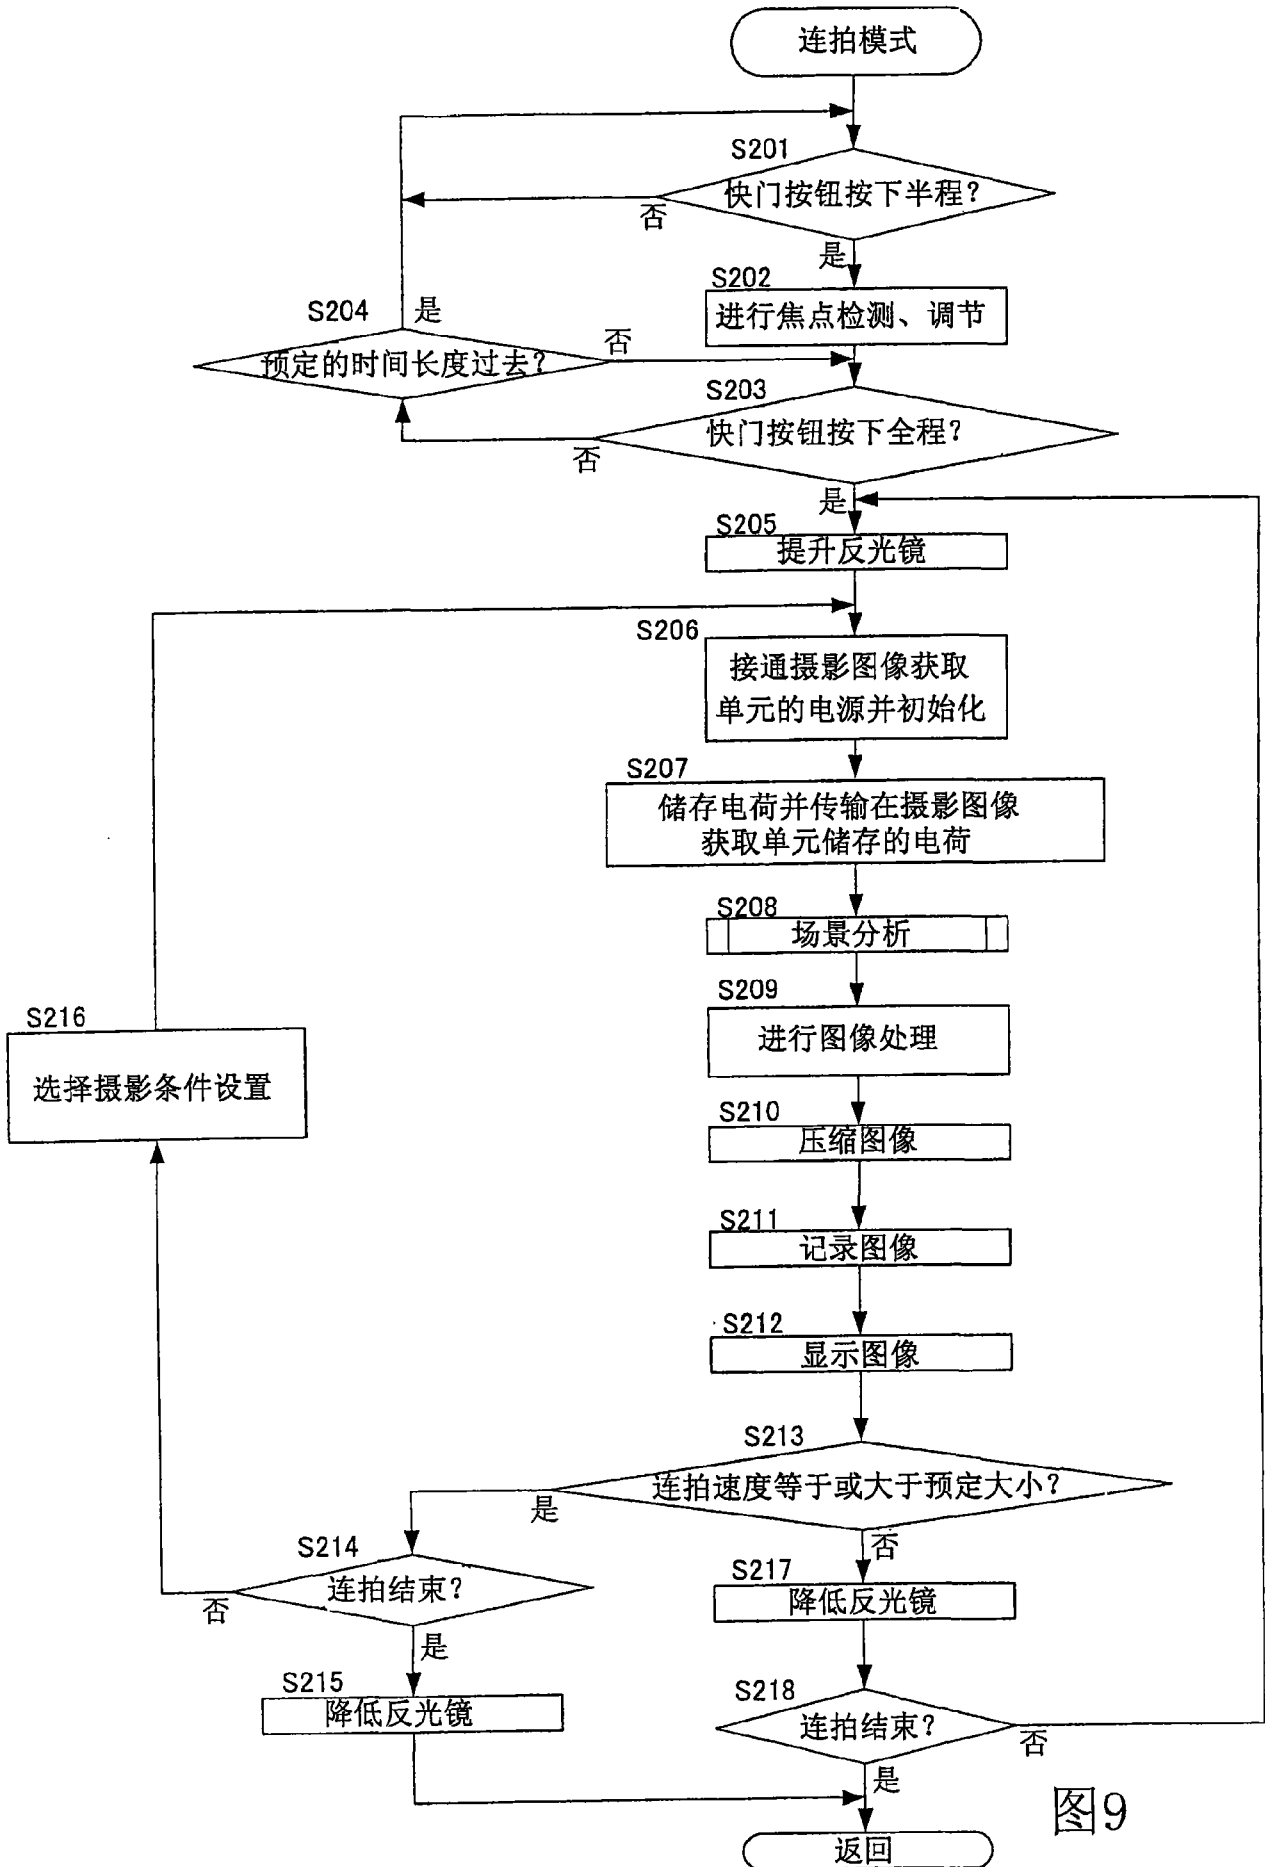 连拍模式
S201
快门按钮按下半程?
否
是
S202
进行焦点检测、调节
S204
是
预定的时间长度过去?
否
S203
快门按钮按下全程?
否
是
S205
提升反光镜
S206
接通摄影图像获取
单元的电源并初始化
S207
储存电荷并传输在摄影图像
获取单元储存的电荷
S208
场景分析
S209
进行图像处理
S216
选择摄影条件设置
S210
压缩图像
S211
记录图像
S212
显示图像
S213
连拍速度等于或大于预定大小?
是
否
S214
连拍结束?
否
是
S217
降低反光镜
S215
降低反光镜
S218
连拍结束?
否
是
图9
返回